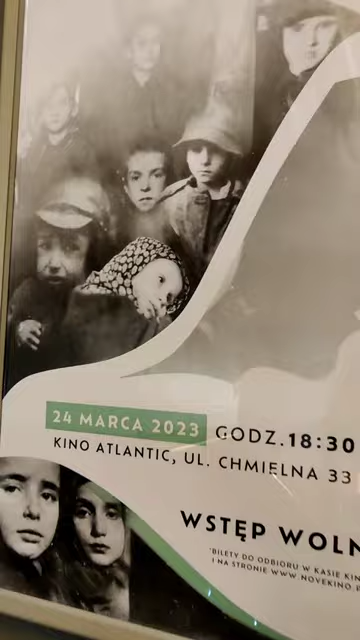 24 MARCA 2023 GODZ.18:30
KINO ATLANTIC, UL. CHMIELNA 33
WSTĘP WOLN
*BILETY DO ODBIORU W KASIE KIN
I NA STRONIE WWW.NOVEKINO.P